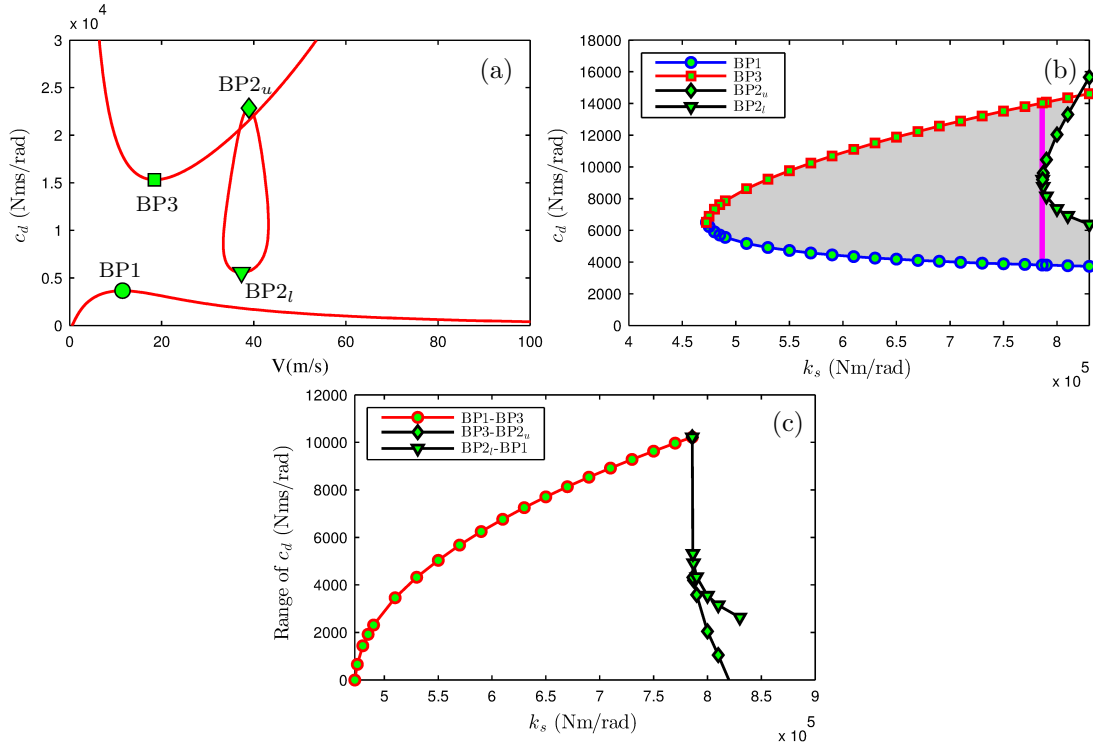 x 10^4
3
2.5
2
1.5
1
0.5
0
c_d (Nms/rad)
(a)
BP2_u
BP3
BP1
BP2_l
0 20 40 60 80 100
V(m/s)
18000
16000
14000
12000
10000
8000
6000
4000
2000
0
c_d (Nms/rad)
(b)
BP1
BP3
BP2_u
BP2_l
4 4.5 5 5.5 6 6.5 7 7.5 8
k_s (Nm/rad)
x 10^5
12000
10000
8000
6000
4000
2000
0
Range of c_d (Nms/rad)
(c)
BP1-BP3
BP3-BP2_u
BP2_l-BP1
5 5.5 6 6.5 7 7.5 8 8.5 9
k_s (Nm/rad)
x 10^5